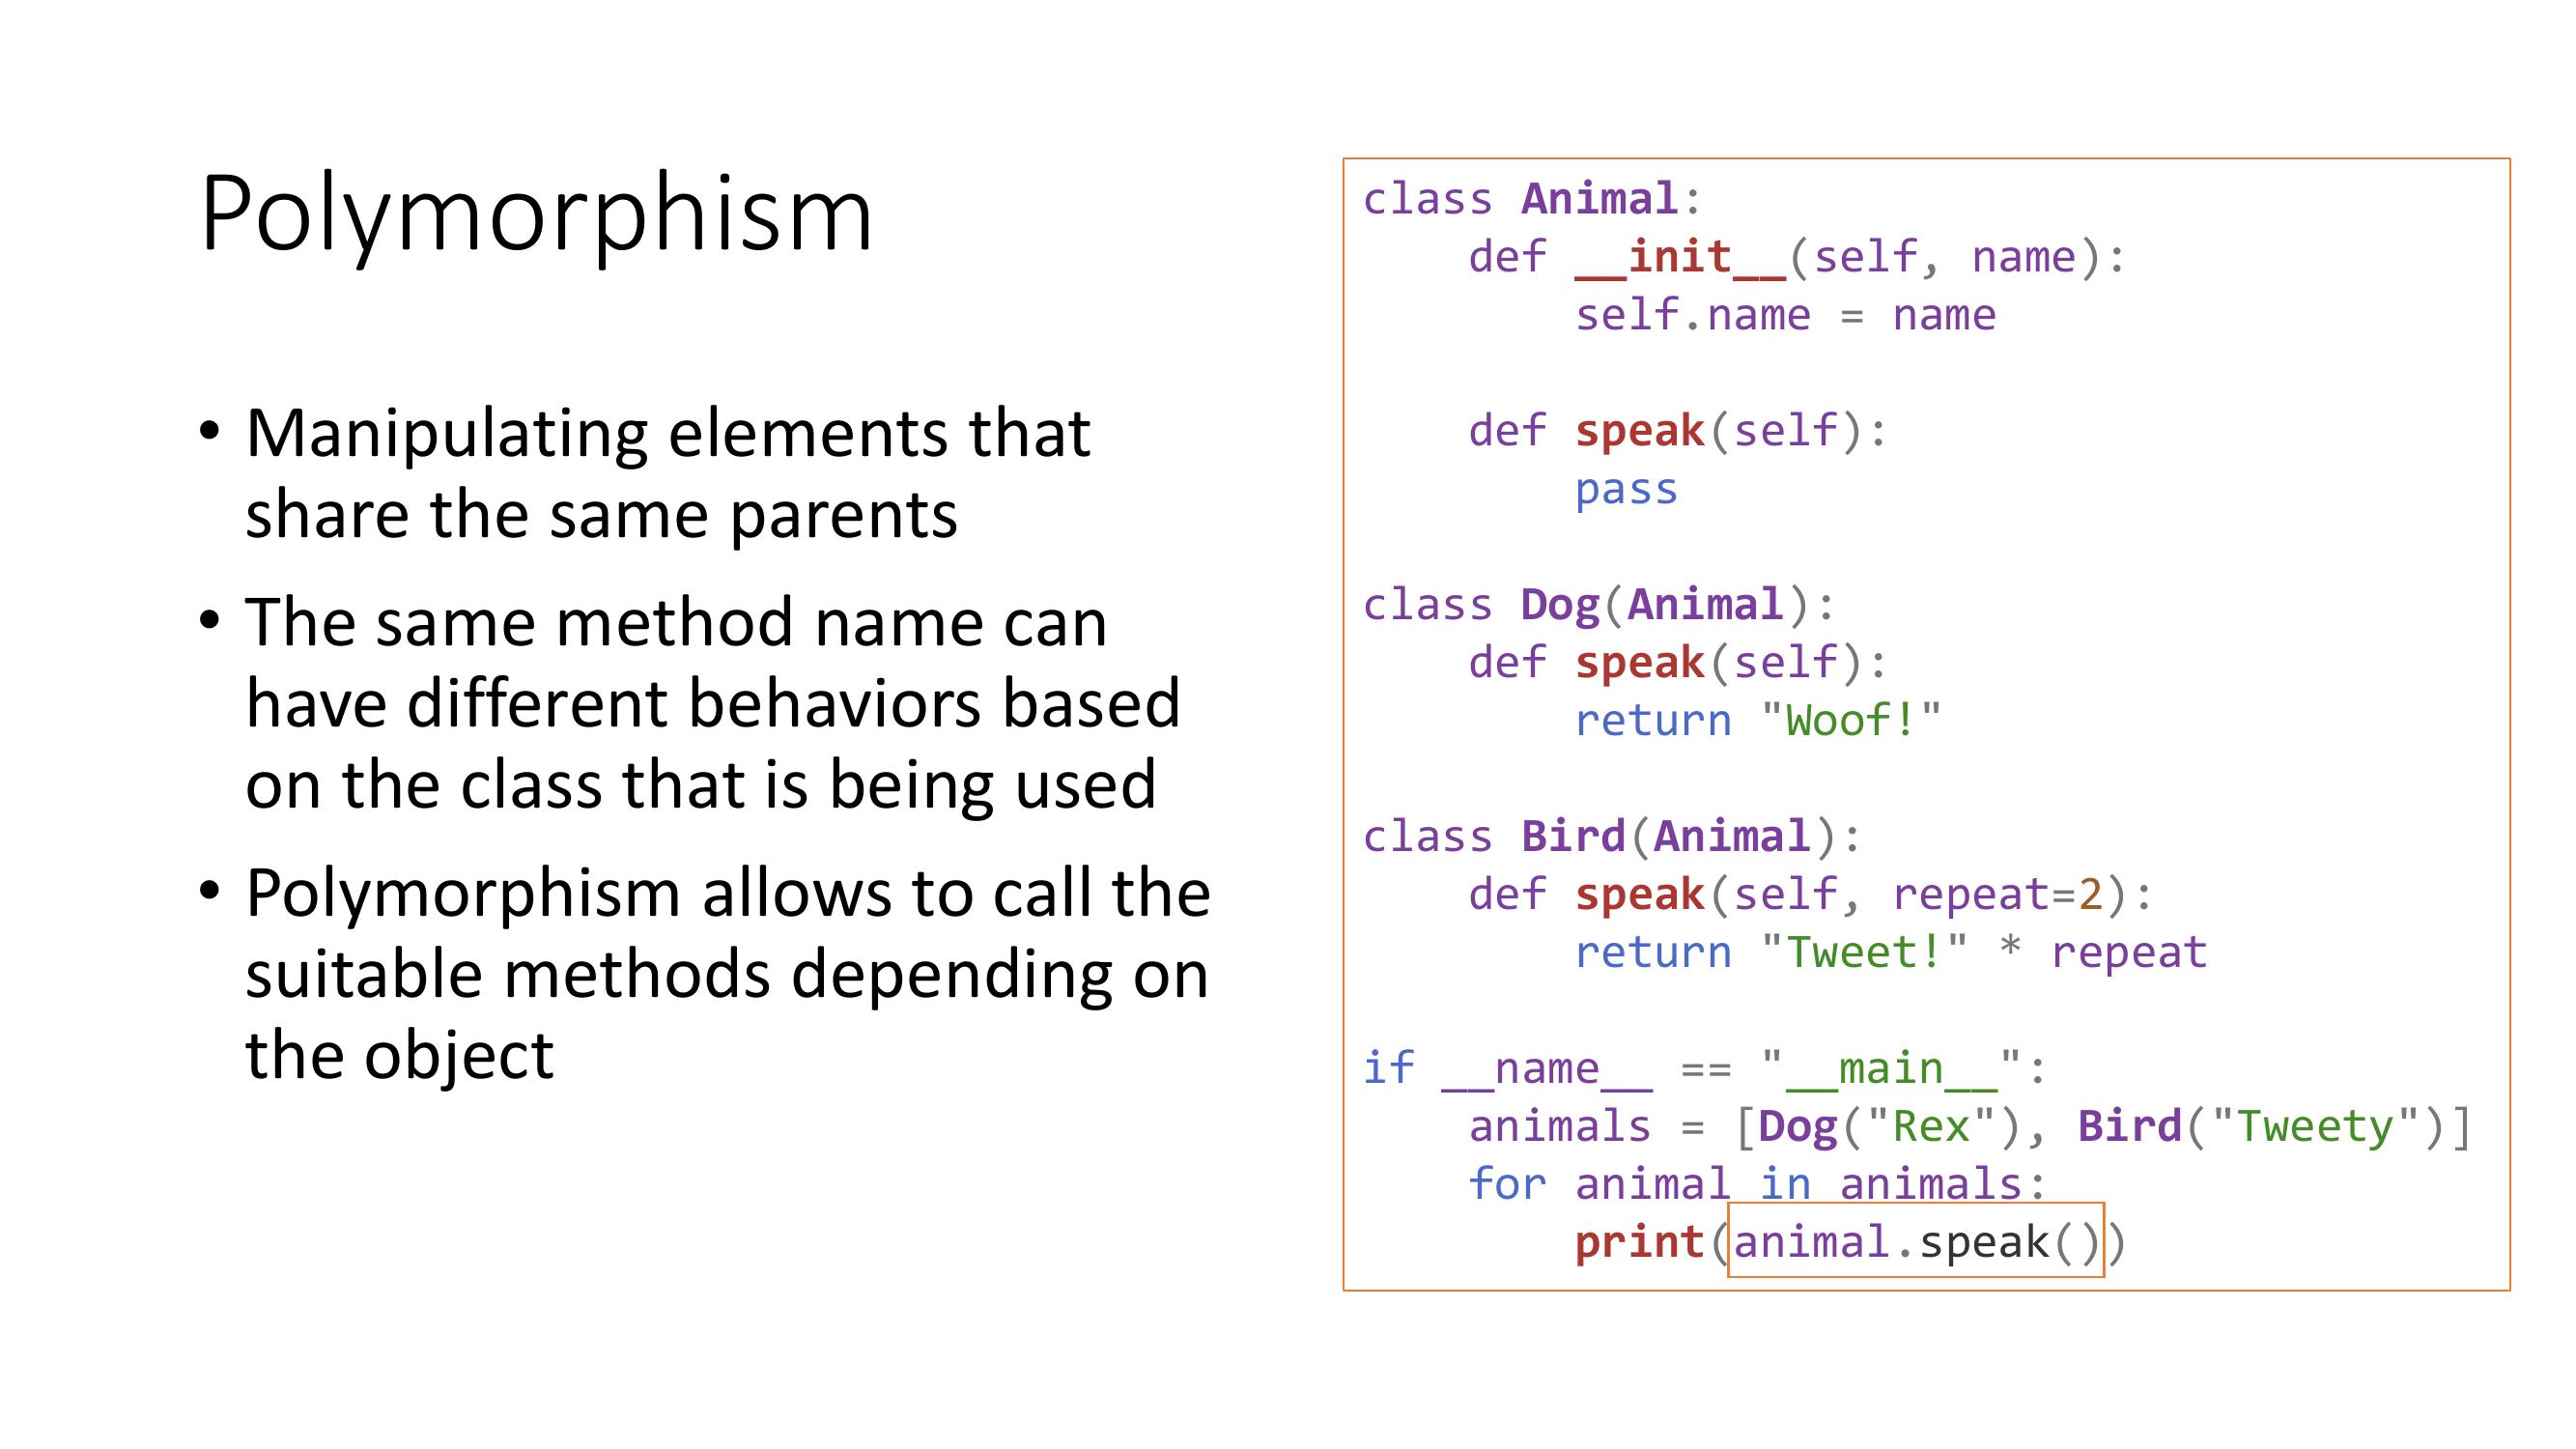 Polymorphism
• Manipulating elements that
share the same parents
• The same method name can
have different behaviors based
on the class that is being used
• Polymorphism allows to call the
suitable methods depending on
the object
class Animal:
    def __init__(self, name):
        self.name = name

    def speak(self):
        pass

class Dog(Animal):
    def speak(self):
        return "Woof!"

class Bird(Animal):
    def speak(self, repeat=2):
        return "Tweet!" * repeat

if __name__ == "__main__":
    animals = [Dog("Rex"), Bird("Tweety")]
    for animal in animals:
        print(animal.speak())